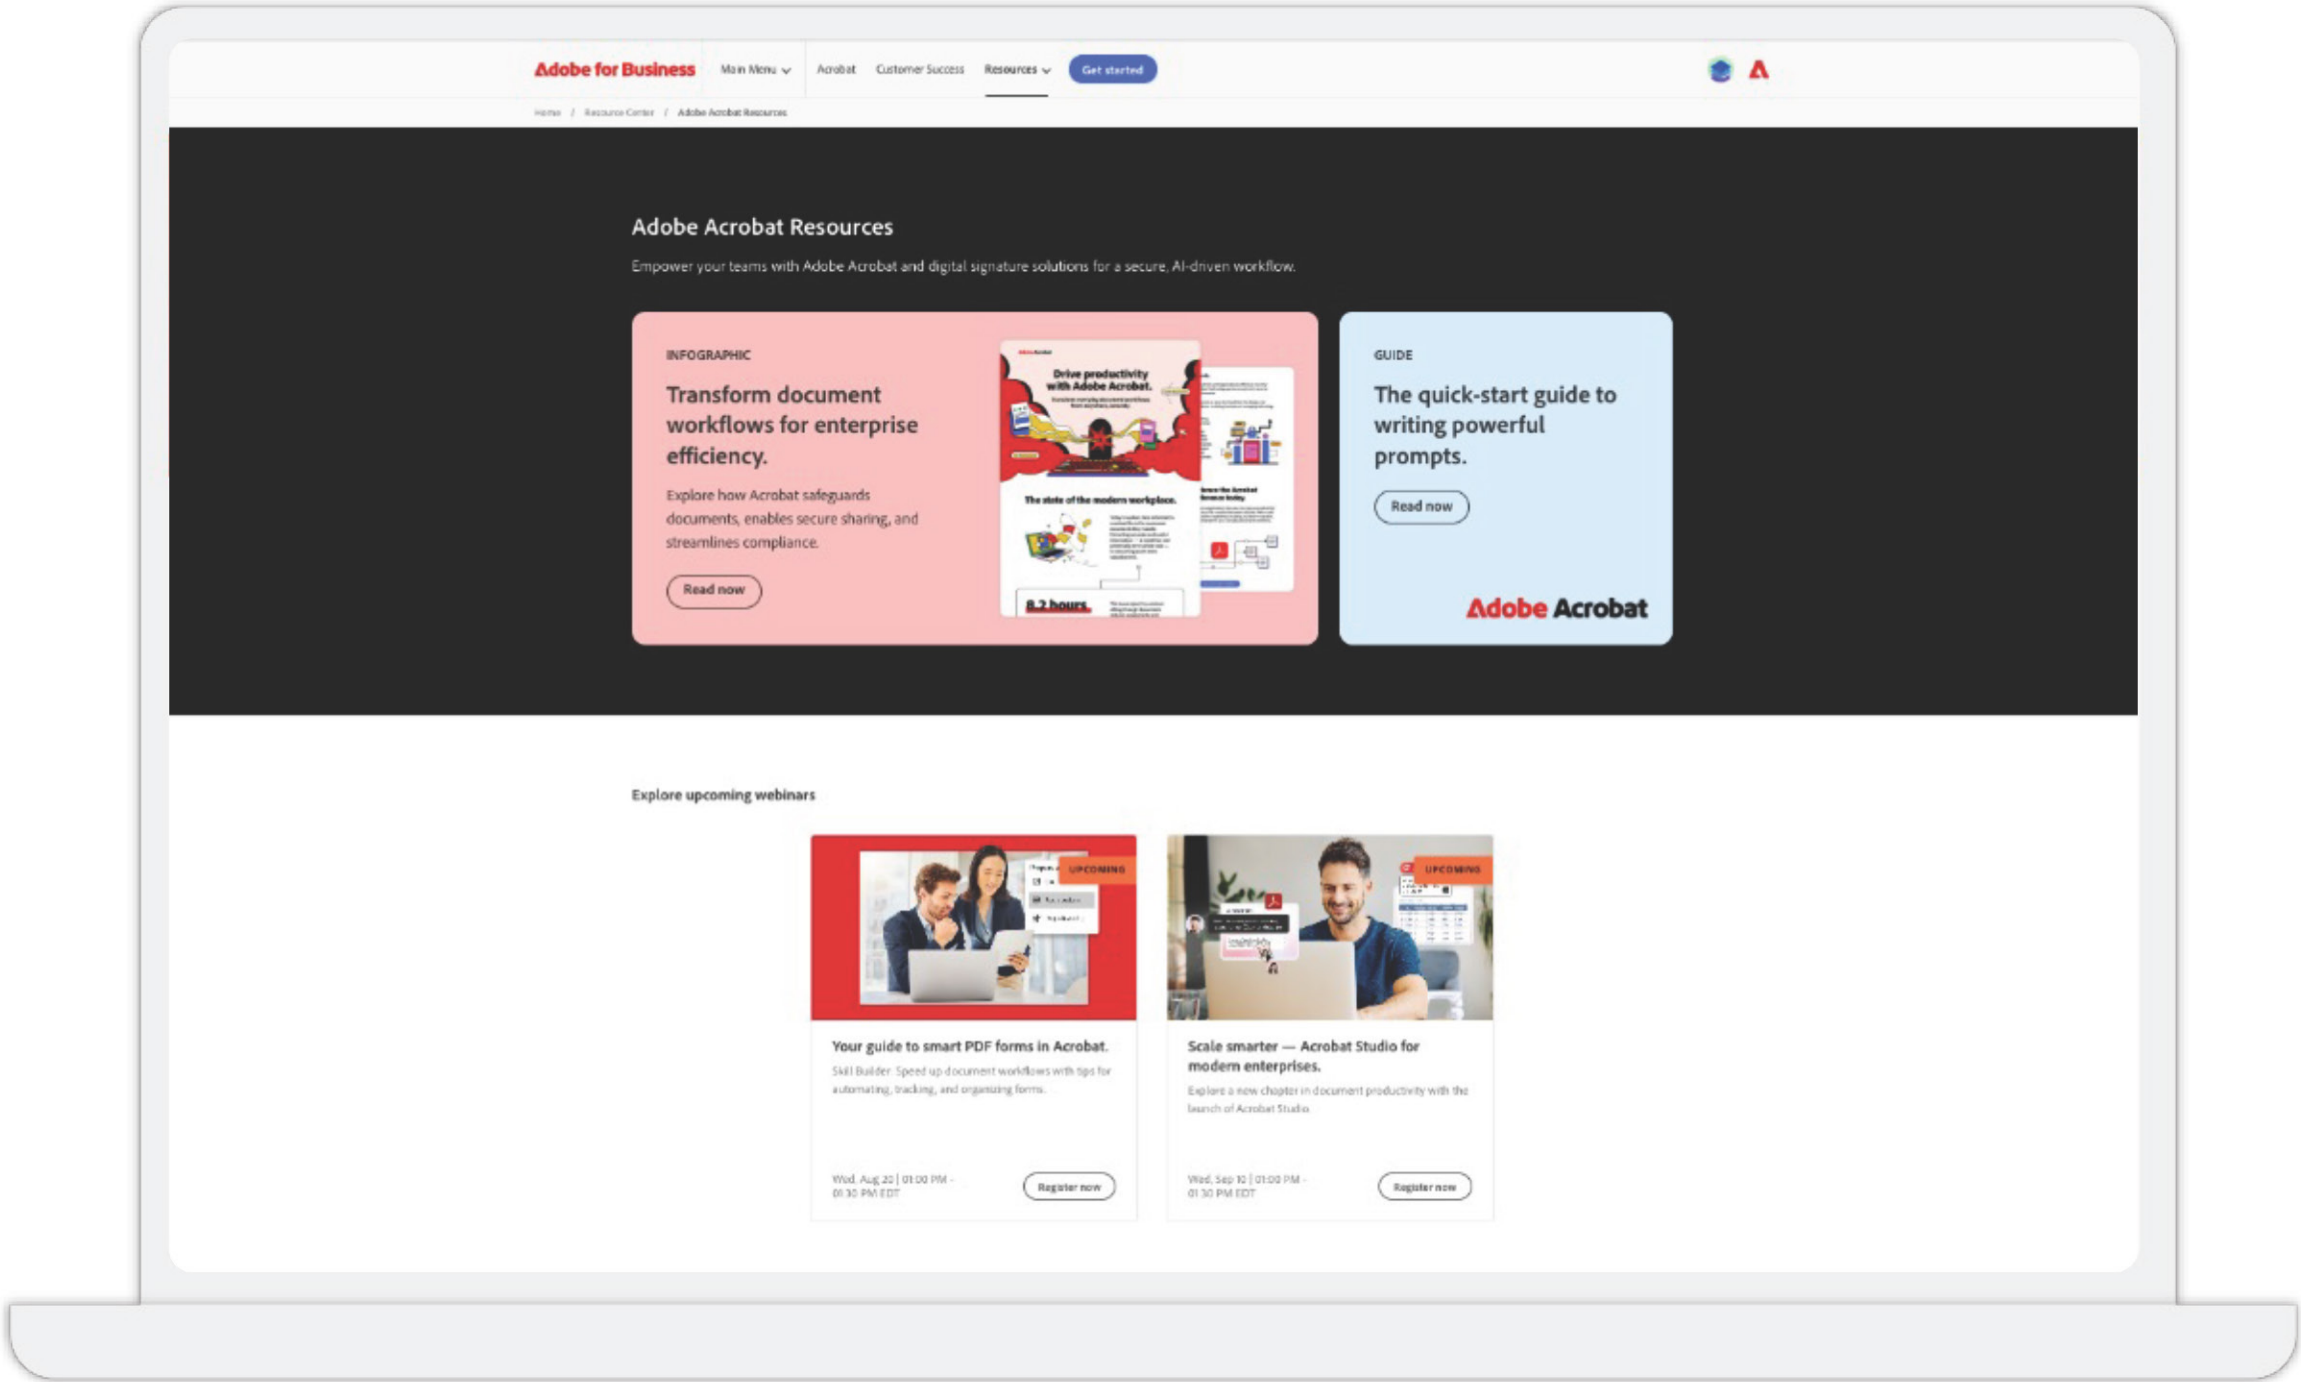 Adobe for Business
Main Menu
Acrobat
Customer Success
Resources
Get started
Home / Resource Center / Adobe Acrobat Resources
Adobe Acrobat Resources
Empower your teams with Adobe Acrobat and digital signature solutions for a secure, AI-driven workflow.
INFOGRAPHIC
Transform document
workflows for enterprise
efficiency.
Explore how Acrobat safeguards
documents, enables secure sharing, and
streamlines compliance.
Read now
Drive productivity
with Adobe Acrobat.
The state of the modern workplace.
8.2 hours
GUIDE
The quick-start guide to
writing powerful
prompts.
Read now
Adobe Acrobat
Explore upcoming webinars
UPCOMING
Your guide to smart PDF forms in Acrobat.
Skill Builder: Speed up document workflows with tips for
automating, tracking, and organizing forms.
Wed, Aug 20 | 01:00 PM -
01:30 PM EDT
Register now
UPCOMING
Scale smarter — Acrobat Studio for
modern enterprises.
Explore a new chapter in document productivity with the
launch of Acrobat Studio.
Wed, Sep 10 | 01:00 PM -
01:30 PM EDT
Register now